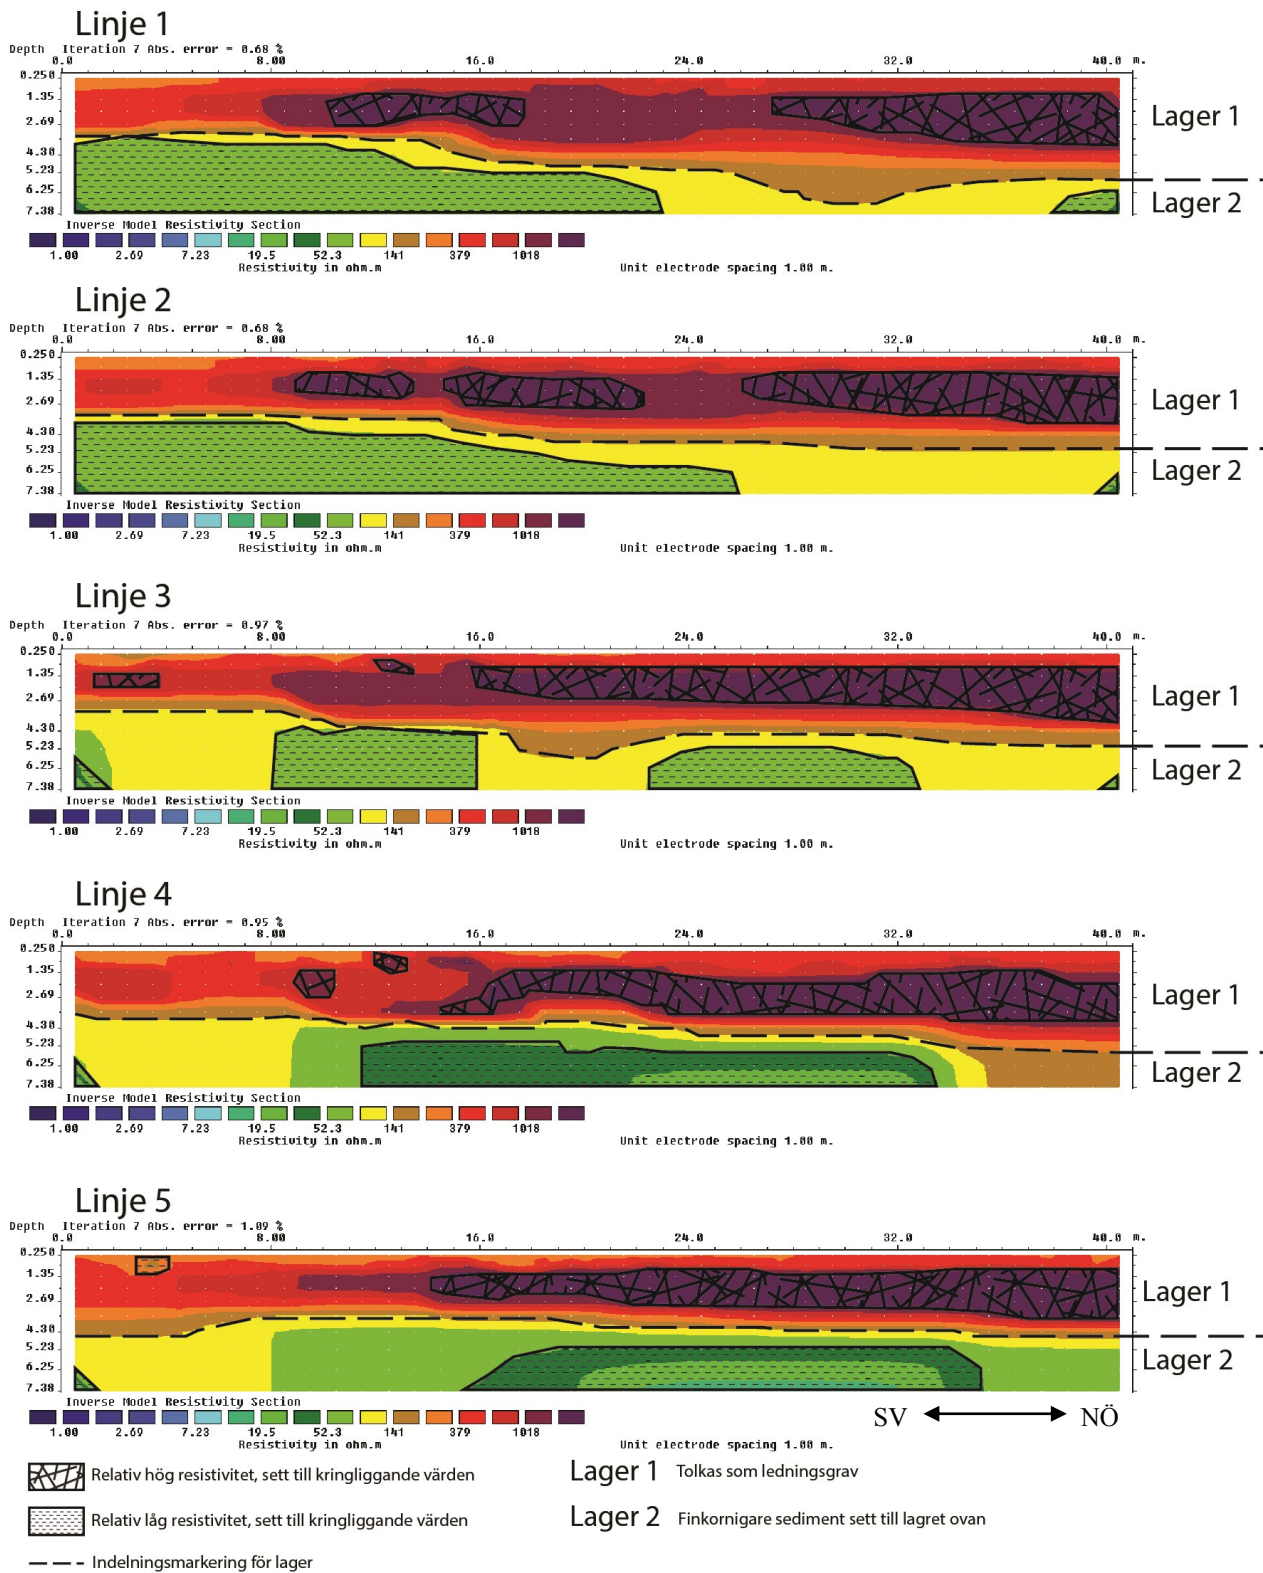 Linje 1
Depth Iteration 7 Abs. error = 0.68 %
0.0 8.00 16.0 24.0 32.0 40.0 m.
0.250
1.35
2.69
4.30
5.23
6.25
7.38
Lager 1
Lager 2
Inverse Model Resistivity Section
1.00 2.69 7.23 19.5 52.3 141 379 1018
Resistivity in ohm.m Unit electrode spacing 1.00 m.
Linje 2
Depth Iteration 7 Abs. error = 0.68 %
0.0 8.00 16.0 24.0 32.0 40.0 m.
0.250
1.35
2.69
4.30
5.23
6.25
7.38
Lager 1
Lager 2
Inverse Model Resistivity Section
1.00 2.69 7.23 19.5 52.3 141 379 1018
Resistivity in ohm.m Unit electrode spacing 1.00 m.
Linje 3
Depth Iteration 7 Abs. error = 0.97 %
0.0 8.00 16.0 24.0 32.0 40.0 m.
0.250
1.35
2.69
4.30
5.23
6.25
7.38
Lager 1
Lager 2
Inverse Model Resistivity Section
1.00 2.69 7.23 19.5 52.3 141 379 1018
Resistivity in ohm.m Unit electrode spacing 1.00 m.
Linje 4
Depth Iteration 7 Abs. error = 0.95 %
0.0 8.00 16.0 24.0 32.0 40.0 m.
0.250
1.35
2.69
4.30
5.23
6.25
7.38
Lager 1
Lager 2
Inverse Model Resistivity Section
1.00 2.69 7.23 19.5 52.3 141 379 1018
Resistivity in ohm.m Unit electrode spacing 1.00 m.
Linje 5
Depth Iteration 7 Abs. error = 1.09 %
0.0 8.00 16.0 24.0 32.0 40.0 m.
0.250
1.35
2.69
4.30
5.23
6.25
7.38
Lager 1
Lager 2
Inverse Model Resistivity Section
1.00 2.69 7.23 19.5 52.3 141 379 1018
Resistivity in ohm.m Unit electrode spacing 1.00 m.
SV NÖ
Relativ hög resistivitet, sett till kringliggande värden
Relativ låg resistivitet, sett till kringliggande värden
Indelningsmarkering för lager
Lager 1 Tolkas som ledningsgrav
Lager 2 Finkornigare sediment sett till lagret ovan